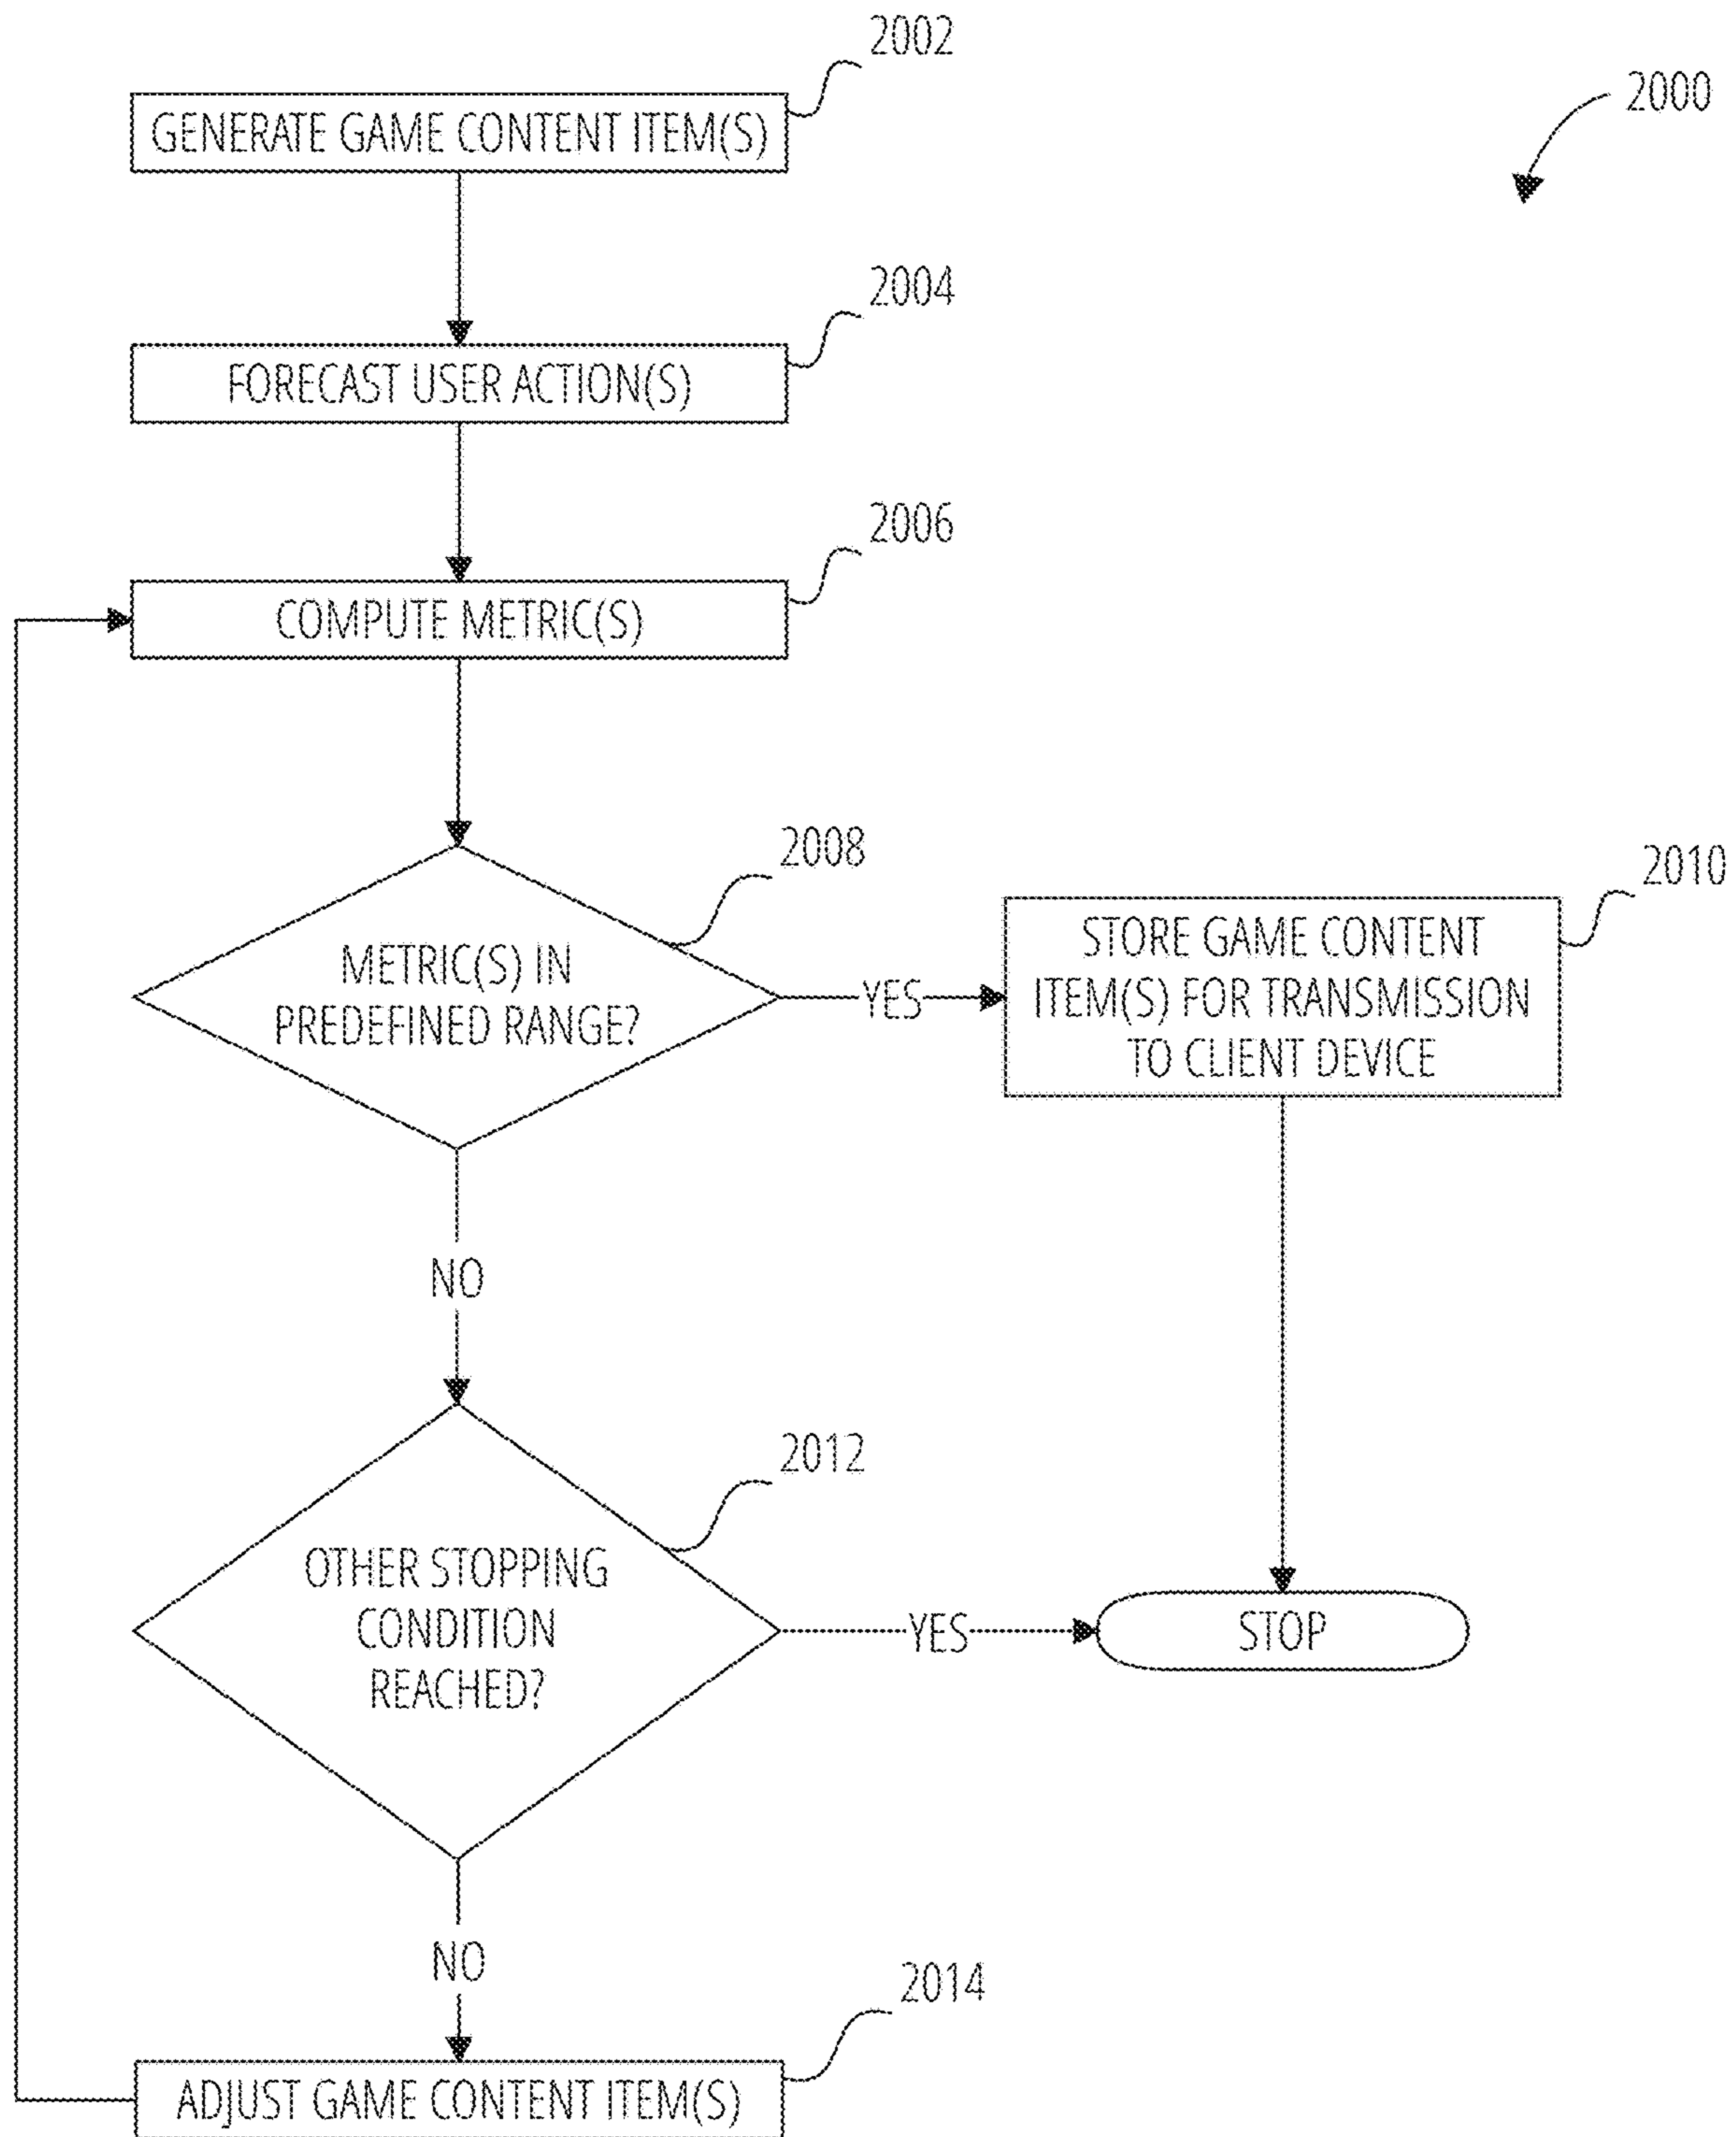 2002
2000
GENERATE GAME CONTENT ITEM(S)
2004
FORECAST USER ACTION(S)
2006
COMPUTE METRIC(S)
2008
METRIC(S) IN
PREDEFINED RANGE?
YES
2010
STORE GAME CONTENT
ITEM(S) FOR TRANSMISSION
TO CLIENT DEVICE
NO
2012
OTHER STOPPING
CONDITION
REACHED?
YES
STOP
NO
2014
ADJUST GAME CONTENT ITEM(S)